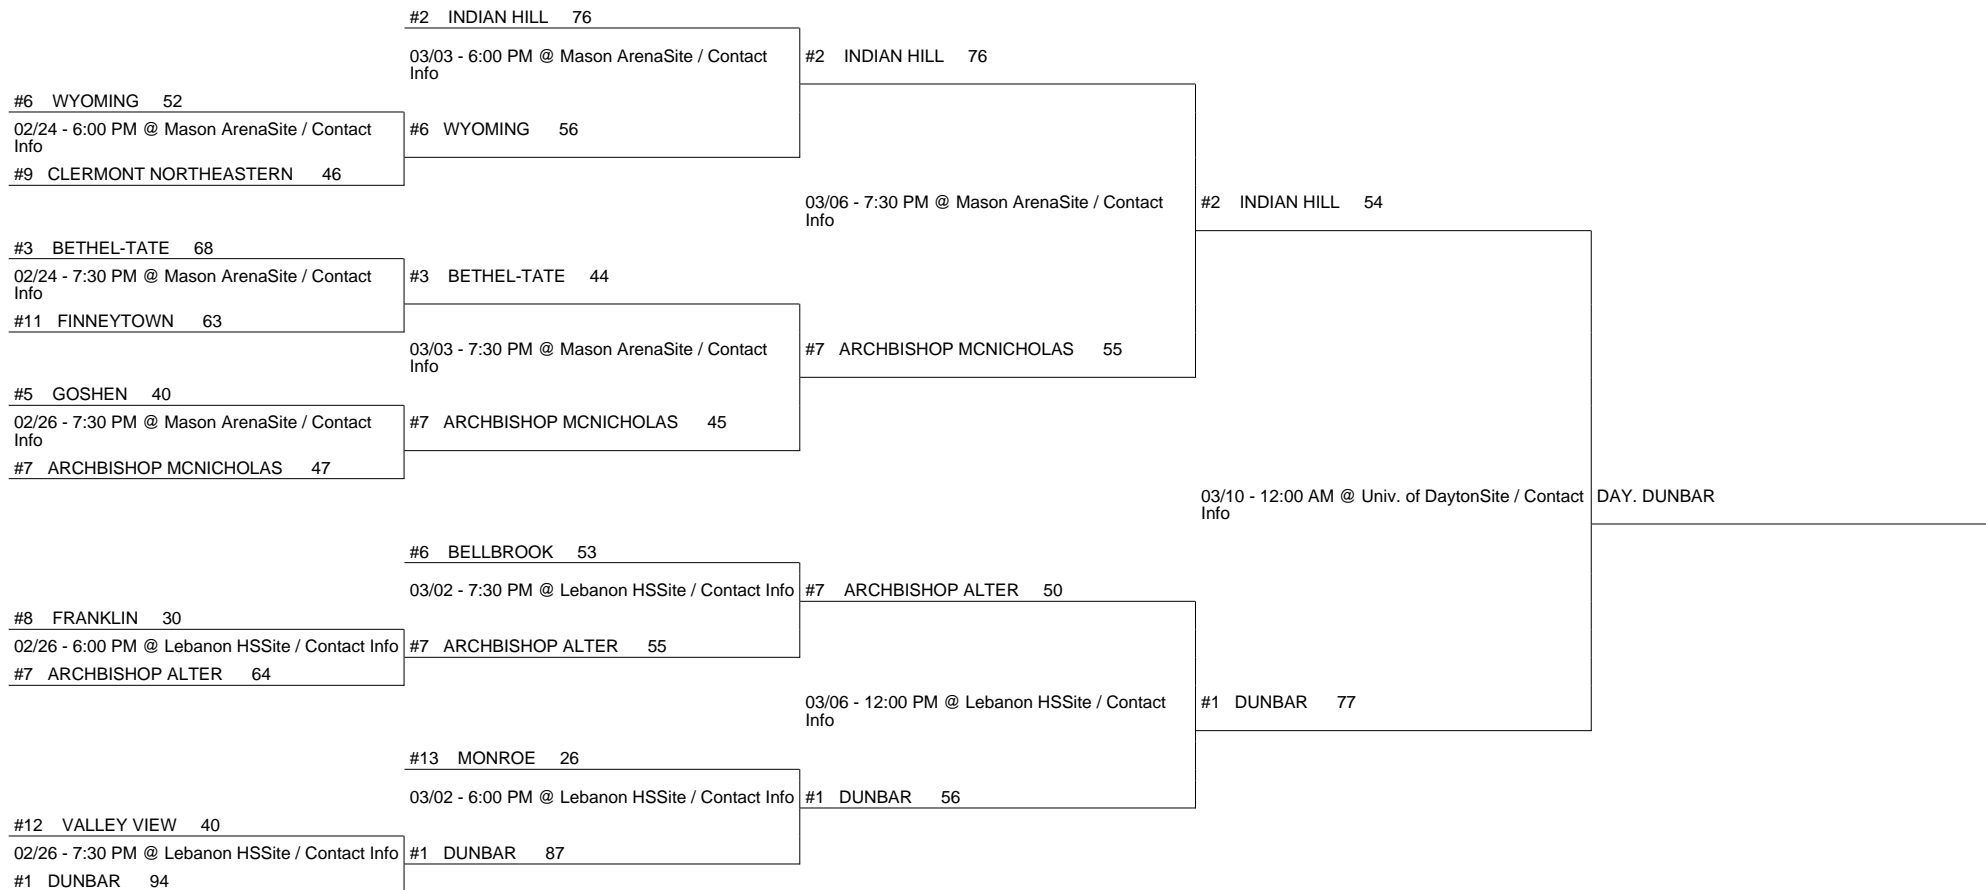 #2 INDIAN HILL 76
03/03 - 6:00 PM @ Mason ArenaSite / Contact
Info
#2 INDIAN HILL 76
#6 WYOMING 52
02/24 - 6:00 PM @ Mason ArenaSite / Contact
Info
#6 WYOMING 56
#9 CLERMONT NORTHEASTERN 46
03/06 - 7:30 PM @ Mason ArenaSite / Contact
Info
#2 INDIAN HILL 54
#3 BETHEL-TATE 68
02/24 - 7:30 PM @ Mason ArenaSite / Contact
Info
#3 BETHEL-TATE 44
#11 FINNEYTOWN 63
03/03 - 7:30 PM @ Mason ArenaSite / Contact
Info
#7 ARCHBISHOP MCNICHOLAS 55
#5 GOSHEN 40
02/26 - 7:30 PM @ Mason ArenaSite / Contact
Info
#7 ARCHBISHOP MCNICHOLAS 45
#7 ARCHBISHOP MCNICHOLAS 47
03/10 - 12:00 AM @ Univ. of DaytonSite / Contact
Info
DAY. DUNBAR
#6 BELLBROOK 53
03/02 - 7:30 PM @ Lebanon HSSite / Contact Info
#7 ARCHBISHOP ALTER 50
#8 FRANKLIN 30
02/26 - 6:00 PM @ Lebanon HSSite / Contact Info
#7 ARCHBISHOP ALTER 55
#7 ARCHBISHOP ALTER 64
03/06 - 12:00 PM @ Lebanon HSSite / Contact
Info
#1 DUNBAR 77
#13 MONROE 26
03/02 - 6:00 PM @ Lebanon HSSite / Contact Info
#1 DUNBAR 56
#12 VALLEY VIEW 40
02/26 - 7:30 PM @ Lebanon HSSite / Contact Info
#1 DUNBAR 87
#1 DUNBAR 94